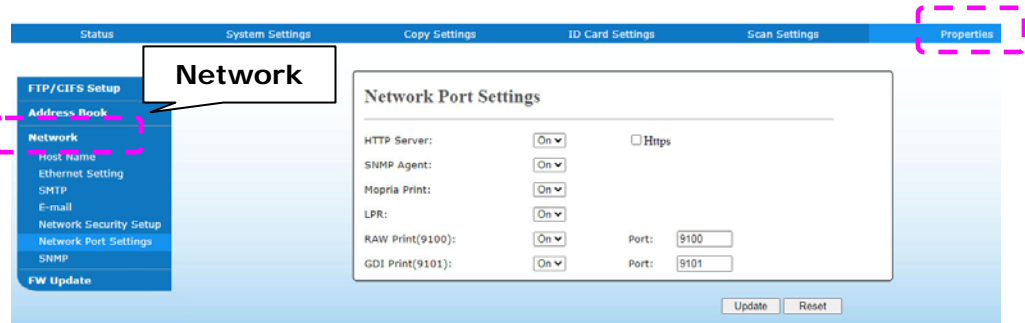 Status System Settings Copy Settings ID Card Settings Scan Settings Properties
Network
FTP/CIFS Setup
Address Book
Network
Host Name
Ethernet Setting
SMTP
E-mail
Network Security Setup
Network Port Settings
SNMP
FW Update
Network Port Settings
HTTP Server: On Https
SNMP Agent: On
Mopria Print: On
LPR: On
RAW Print(9100): On Port: 9100
GDI Print(9101): On Port: 9101
Update Reset